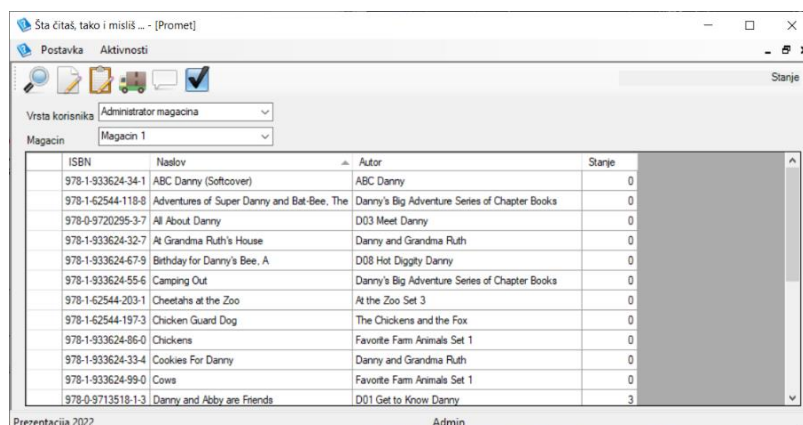 Šta čitaš, tako i misliš ... - [Promet]
Postavka Aktivnosti
Stanje
Vrsta korisnika Administrator magacina
Magacin Magacin 1
ISBN Naslov Autor Stanje
978-1-933624-34-1 ABC Danny (Softcover) ABC Danny 0
978-1-62544-118-8 Adventures of Super Danny and Bat-Bee, The Danny's Big Adventure Series of Chapter Books 0
978-0-9720295-3-7 All About Danny D03 Meet Danny 0
978-1-933624-32-7 At Grandma Ruth's House Danny and Grandma Ruth 0
978-1-933624-67-9 Birthday for Danny's Bee, A D08 Hot Diggity Danny 0
978-1-933624-55-6 Camping Out Danny's Big Adventure Series of Chapter Books 0
978-1-62544-203-1 Cheetahs at the Zoo At the Zoo Set 3 0
978-1-62544-197-3 Chicken Guard Dog The Chickens and the Fox 0
978-1-933624-86-0 Chickens Favorite Farm Animals Set 1 0
978-1-933624-33-4 Cookies For Danny Danny and Grandma Ruth 0
978-1-933624-99-0 Cows Favorite Farm Animals Set 1 0
978-0-9713518-1-3 Danny and Abby are Friends D01 Get to Know Danny 3
Prezentacija 2022 Admin